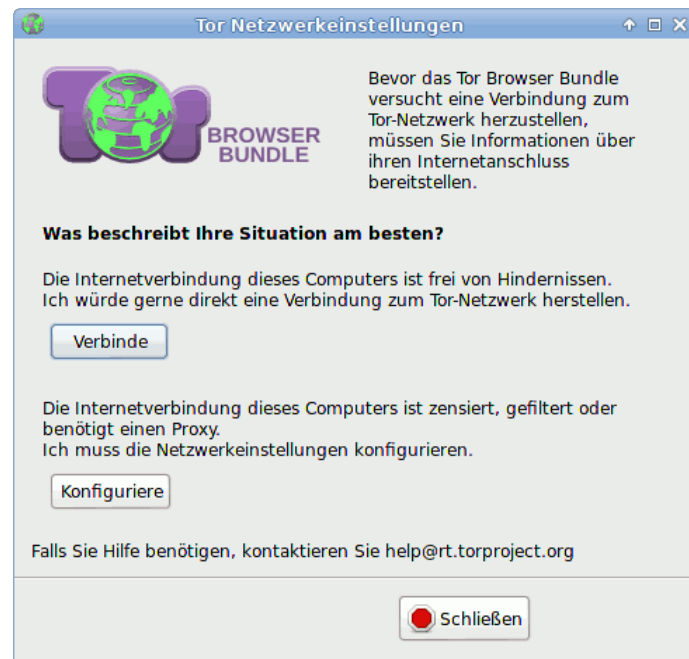 Tor Netzwerkeinstellungen
Tor
BROWSER
BUNDLE
Bevor das Tor Browser Bundle
versucht eine Verbindung zum
Tor-Netzwerk herzustellen,
müssen Sie Informationen über
ihren Internetanschluss
bereitstellen.
Was beschreibt Ihre Situation am besten?
Die Internetverbindung dieses Computers ist frei von Hindernissen.
Ich würde gerne direkt eine Verbindung zum Tor-Netzwerk herstellen.
Verbinde
Die Internetverbindung dieses Computers ist zensiert, gefiltert oder
benötigt einen Proxy.
Ich muss die Netzwerkeinstellungen konfigurieren.
Konfiguriere
Falls Sie Hilfe benötigen, kontaktieren Sie help@rt.torproject.org
Schließen